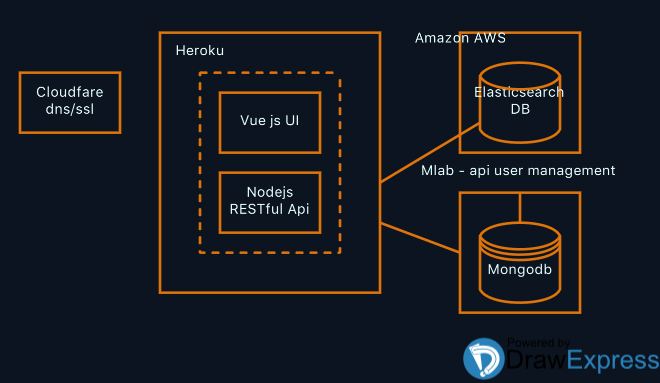 Heroku
Amazon AWS
Cloudfare
dns/ssl
Vue js UI
Elasticsearch
DB
Mlab - api user management
Nodejs
RESTful Api
Mongodb
Powered by
DrawExpress